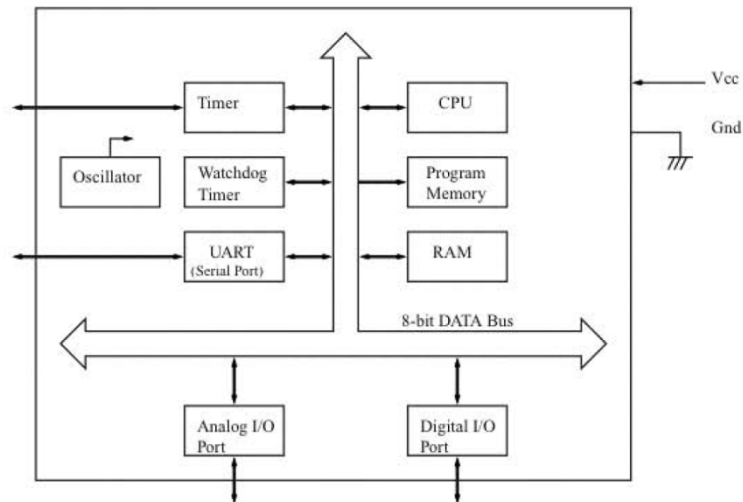 Vcc
Timer
CPU
Gnd
Oscillator
Watchdog
Timer
Program
Memory
UART
(Serial Port)
RAM
8-bit DATA Bus
Analog I/O
Port
Digital I/O
Port